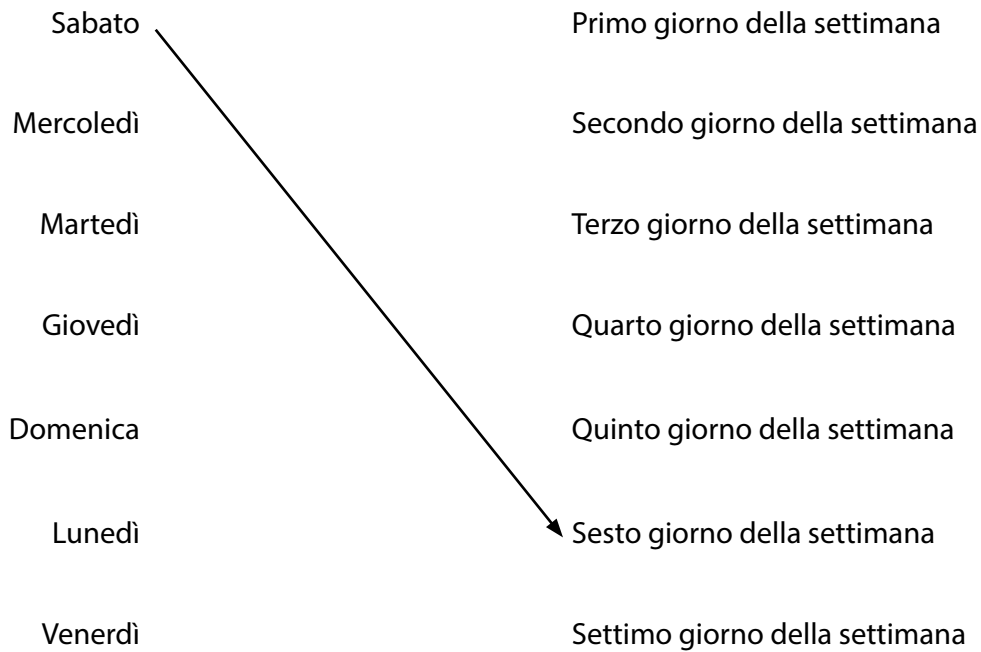 Sabato
Primo giorno della settimana
Mercoledì
Secondo giorno della settimana
Martedì
Terzo giorno della settimana
Giovedì
Quarto giorno della settimana
Domenica
Quinto giorno della settimana
Lunedì
Sesto giorno della settimana
Venerdì
Settimo giorno della settimana